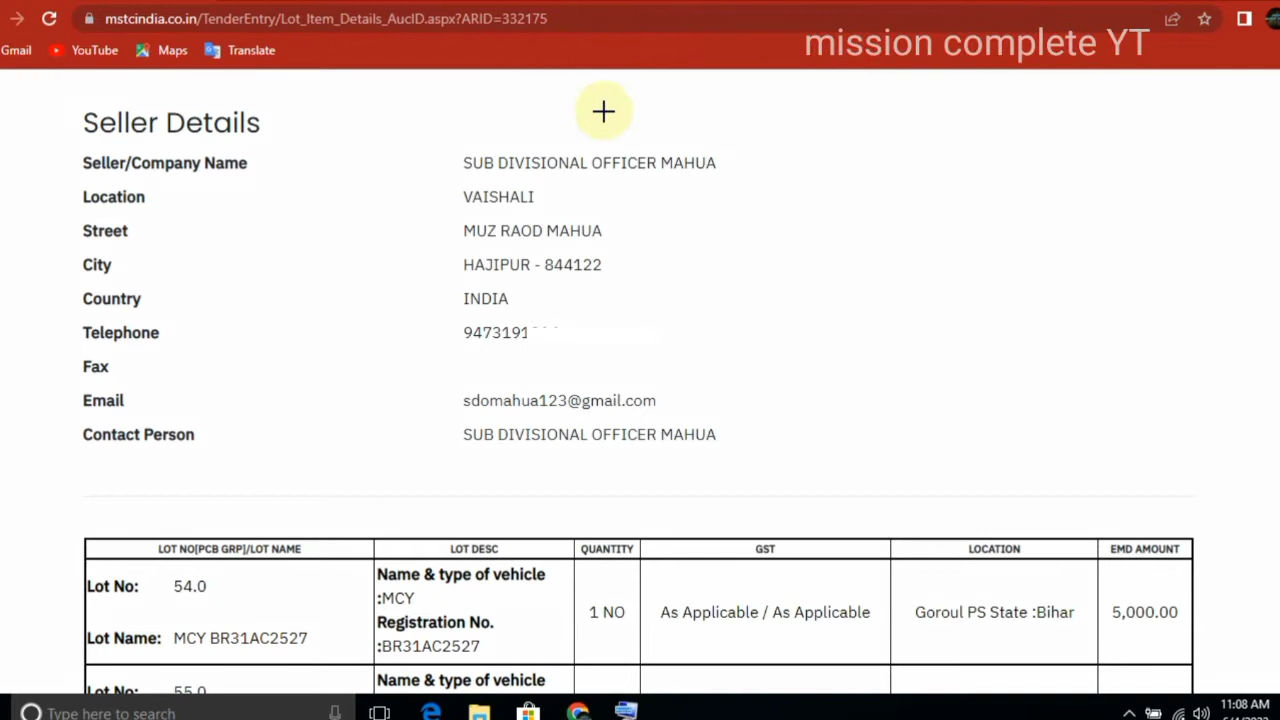 mstcindia.co.in/TenderEntry/Lot_Item_Details_AucID.aspx?ARID=332175
mission complete YT
Gmail YouTube Maps Translate
Seller Details
Seller/Company Name SUB DIVISIONAL OFFICER MAHUA
Location VAISHALI
Street MUZ RAOD MAHUA
City HAJIPUR - 844122
Country INDIA
Telephone 9473191
Fax
Email sdomahua123@gmail.com
Contact Person SUB DIVISIONAL OFFICER MAHUA
LOT NO[PCB GRP]/LOT NAME LOT DESC QUANTITY GST LOCATION EMD AMOUNT
Lot No: 54.0
Lot Name: MCY BR31AC2527
Name & type of vehicle
:MCY
Registration No.
:BR31AC2527
1 NO
As Applicable / As Applicable
Goroul PS State :Bihar
5,000.00
Lot No: 55.0
Name & type of vehicle
Type here to search
11:08 AM